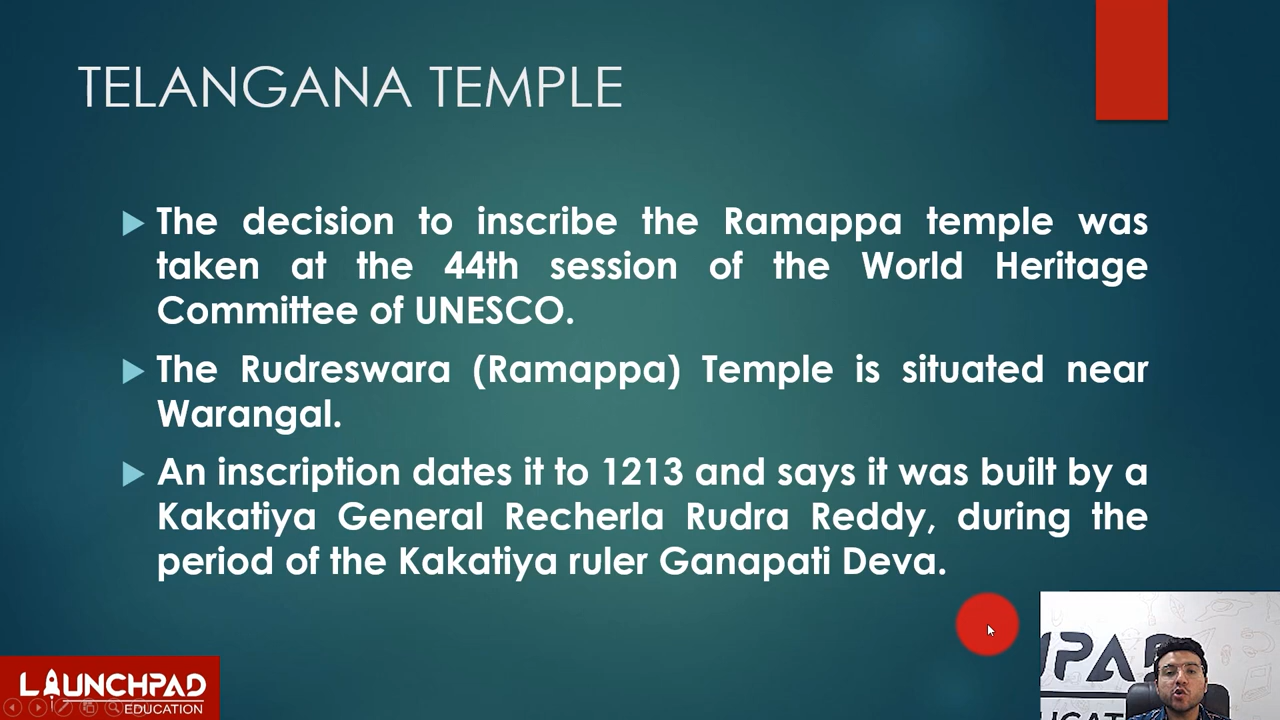 TELANGANA TEMPLE
The decision to inscribe the Ramappa temple was
taken at the 44th session of the World Heritage
Committee of UNESCO.
The Rudreswara (Ramappa) Temple is situated near
Warangal.
An inscription dates it to 1213 and says it was built by a
Kakatiya General Recherla Rudra Reddy, during the
period of the Kakatiya ruler Ganapati Deva.
LAUNCHPAD
EDUCATION